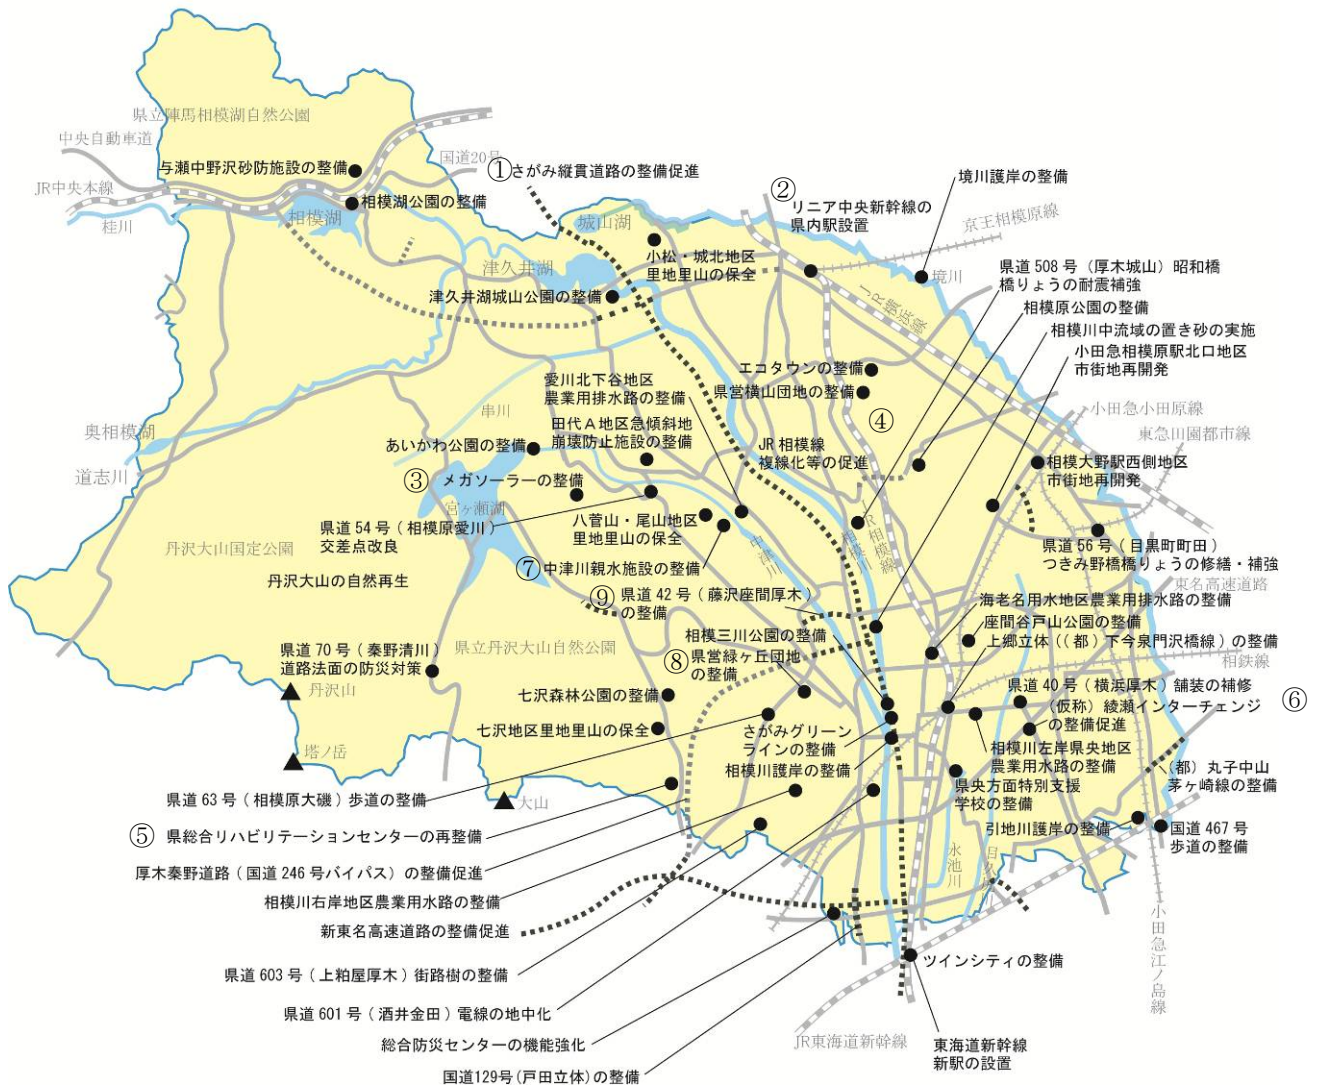 県立陣馬相模湖自然公園
中央自動車道
国道20号
与瀬中野沢砂防施設の整備
JR中央本線
相模湖公園の整備
桂川
相模湖
①さがみ縦貫道路の整備促進
城山湖
②
リニア中央新幹線の
県内駅設置
境川護岸の整備
京王相模原線
境川
小松・城北地区
里地里山の保全
津久井湖
津久井湖城山公園の整備
JR横浜線
県道508号（厚木城山）昭和橋
橋りょうの耐震補強
相模原公園の整備
相模川中流域の置き砂の実施
小田急相模原駅北口地区
市街地再開発
エコタウンの整備
県営横山団地の整備
④
愛川北下谷地区
農業用排水路の整備
串川
田代Ａ地区急傾斜地
崩壊防止施設の整備
小田急小田原線
東急田園都市線
奥相模湖
道志川
あいかわ公園の整備
JR相模線
複線化等の促進
相模大野駅西側地区
市街地再開発
③ メガソーラーの整備
宮ヶ瀬湖
県道54号（相模原愛川）
交差点改良
八菅山・尾山地区
里地里山の保全
中津川
相模川
JR相模線
県道56号（目黒町町田）
つきみ野橋橋りょうの修繕・補強
丹沢大山国定公園
丹沢大山の自然再生
⑦中津川親水施設の整備
東名高速道路
⑨ 県道42号（藤沢座間厚木）
の整備
海老名用水地区農業用排水路の整備
座間谷戸山公園の整備
相模三川公園の整備
上郷立体（（都）下今泉門沢橋線）の整備
県立丹沢大山自然公園
県道70号（秦野清川）
道路法面の防災対策
⑧県営緑ヶ丘団地
の整備
相鉄線
丹沢山
七沢森林公園の整備
県道40号（横浜厚木）舗装の補修
（仮称）綾瀬インターチェンジ
の整備促進
⑥
七沢地区里地里山の保全
さがみグリーン
ラインの整備
相模川護岸の整備
相模川左岸県央地区
農業用水路の整備
塔ノ岳
（都）丸子中山
茅ヶ崎線の整備
県央方面特別支援
学校の整備
大山
県道63号（相模原大磯）歩道の整備
⑤ 県総合リハビリテーションセンターの再整備
引地川護岸の整備
国道467号
歩道の整備
永池川
目久
厚木秦野道路（国道246号バイパス）の整備促進
相模川右岸地区農業用水路の整備
新東名高速道路の整備促進
小田急江ノ島線
県道603号（上粕屋厚木）街路樹の整備
ツインシティの整備
県道601号（酒井金田）電線の地中化
総合防災センターの機能強化
JR東海道新幹線
東海道新幹線
新駅の設置
国道129号(戸田立体)の整備